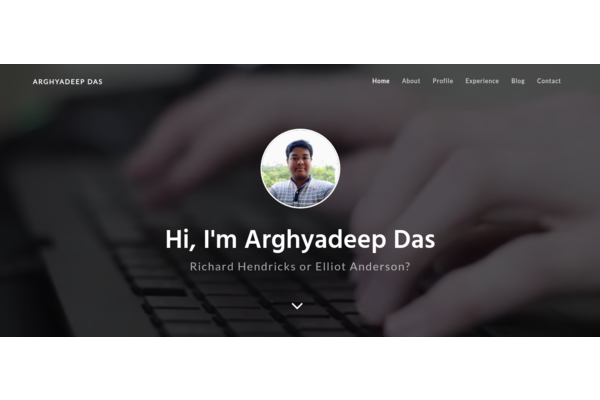 ARGHYADEEP DAS
Home About Profile Experience Blog Contact
Hi, I'm Arghyadeep Das
Richard Hendricks or Elliot Anderson?